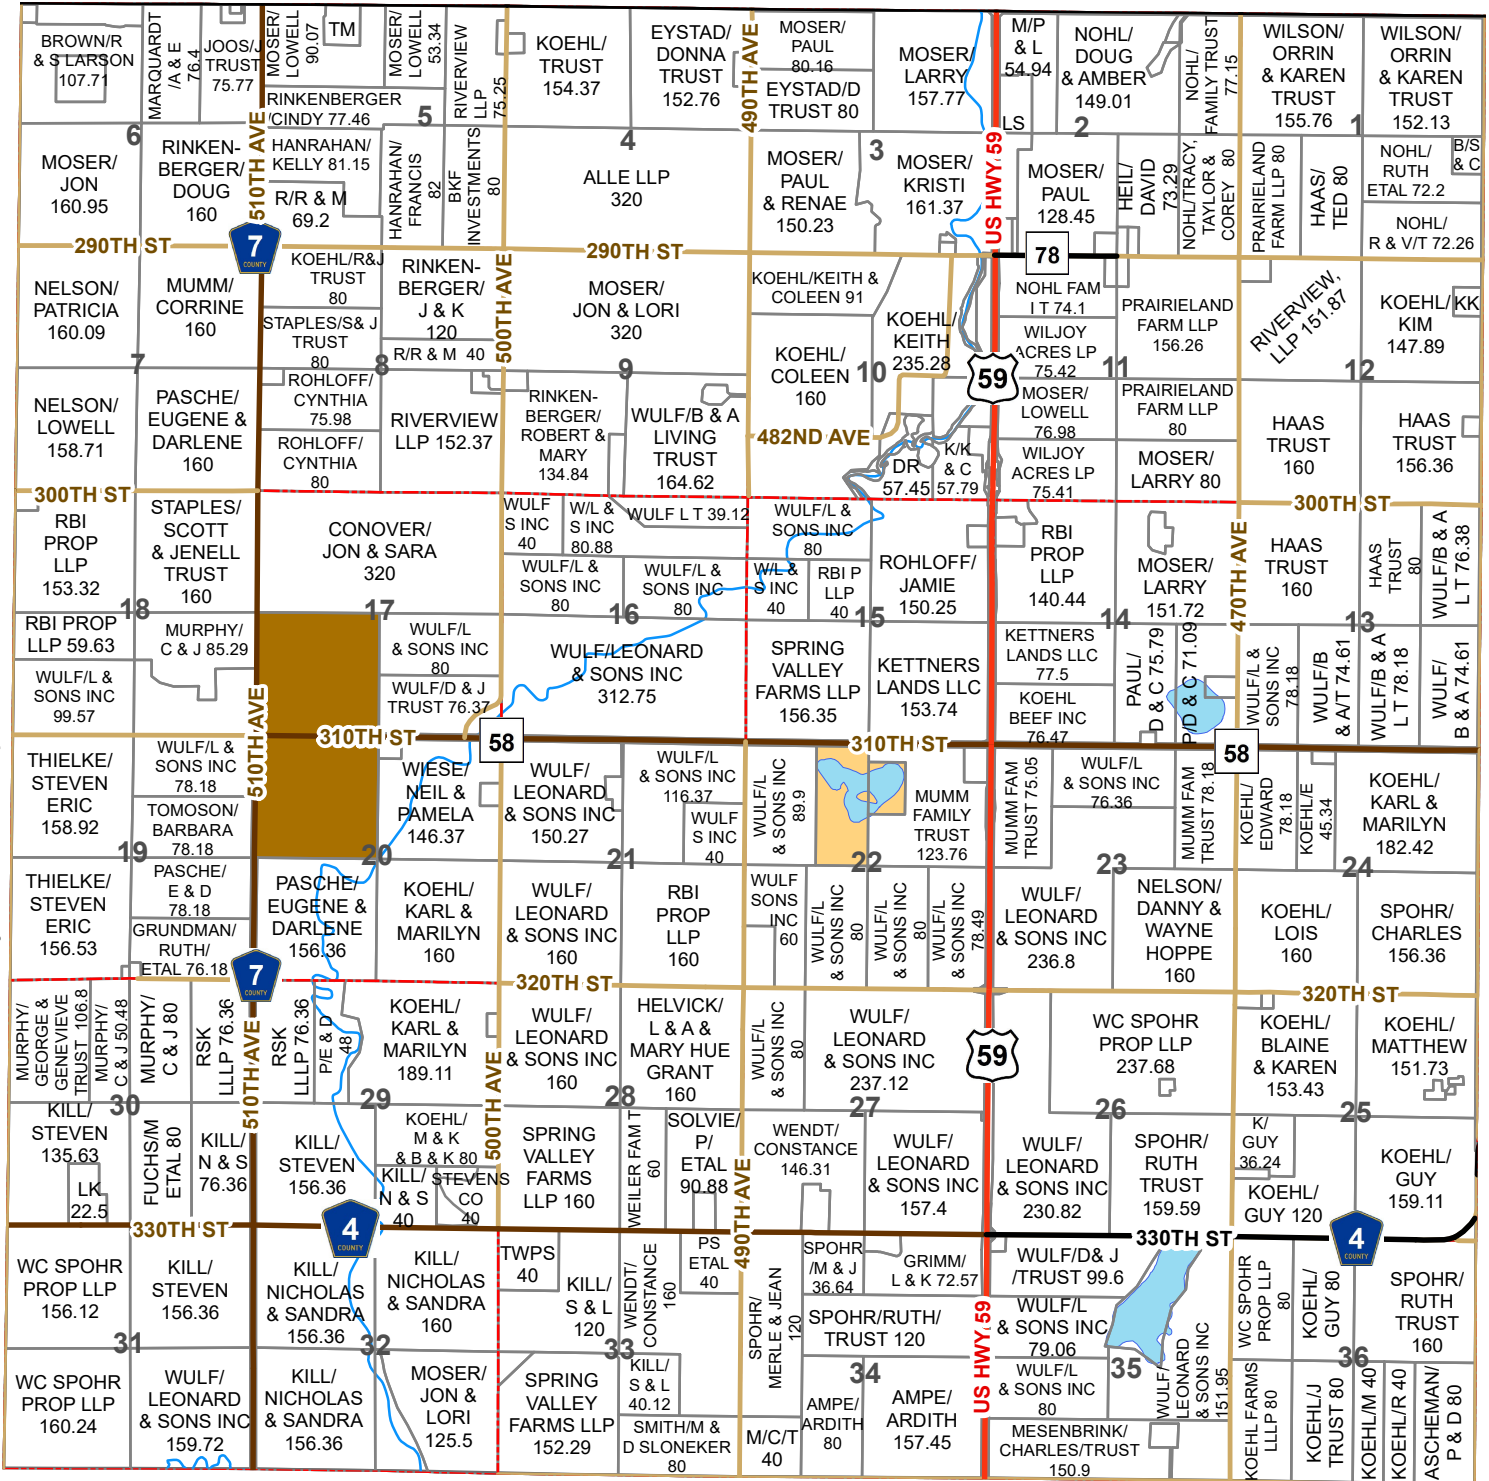 BROWN/R
& S LARSON
107.71
MARQUARDT
/A & E
76.4
JOOS/J
TRUST
75.77
MOSER/
LOWELL
90.07
TM
MOSER/
LOWELL
53.34
RIVERVIEW
LLP
75.25
KOEHL/
TRUST
154.37
EYSTAD/
DONNA
TRUST
152.76
MOSER/
PAUL
80.16
EYSTAD/D
TRUST 80
MOSER/
LARRY
157.77
M/P
& L
54.94
LS
NOHL/
DOUG
& AMBER
149.01
NOHL/
FAMILY TRUST
77.15
WILSON/
ORRIN
& KAREN
TRUST
155.76
WILSON/
ORRIN
& KAREN
TRUST
152.13
RINKENBERGER
/CINDY 77.46
6
5
4
3
2
1
MOSER/
JON
160.95
RINKEN-
BERGER/
DOUG
160
HANRAHAN/
KELLY 81.15
R/R & M
69.2
HANRAHAN/
FRANCIS
82
BKF
INVESTMENTS
80
ALLE LLP
320
MOSER/
PAUL
& RENAE
150.23
MOSER/
KRISTI
161.37
MOSER/
PAUL
128.45
HEIL/
DAVID
73.29
NOHL/TRACY,
TAYLOR &
COREY 80
PRAIRIELAND
FARM LLP 80
HAAS/
TED 80
NOHL/
RUTH
ETAL 72.2
B/S
& C
NOHL/
R & V/T 72.26
510TH AVE
490TH AVE
US HWY 59
290TH ST
7
COUNTY
290TH ST
78
NELSON/
PATRICIA
160.09
MUMM/
CORRINE
160
KOEHL/R&J
TRUST
80
STAPLES/S& J
TRUST
80
RINKEN-
BERGER/
J & K
120
R/R & M 40
500TH AVE
MOSER/
JON & LORI
320
KOEHL/KEITH &
COLEEN 91
KOEHL/
KEITH
235.28
KOEHL/
COLEEN
160
NOHL FAM
I T 74.1
WILJOY
ACRES LP
75.42
PRAIRIELAND
FARM LLP
156.26
RIVERVIEW,
LLP 151.87
KOEHL/
KIM
147.89
KK
7
8
9
10
11
12
59
NELSON/
LOWELL
158.71
PASCHE/
EUGENE &
DARLENE
160
ROHLOFF/
CYNTHIA
75.98
ROHLOFF/
CYNTHIA
80
RIVERVIEW
LLP 152.37
RINKEN-
BERGER/
ROBERT &
MARY
134.84
WULF/B & A
LIVING
TRUST
164.62
482ND AVE
DR
57.45
K/K
& C
57.79
MOSER/
LOWELL
76.98
WILJOY
ACRES LP
75.41
PRAIRIELAND
FARM LLP
80
MOSER/
LARRY 80
HAAS
TRUST
160
HAAS
TRUST
156.36
300TH ST
300TH ST
RBI
PROP
LLP
153.32
STAPLES/
SCOTT
& JENELL
TRUST
160
CONOVER/
JON & SARA
320
WULF
S INC
40
W/L &
S INC
80.88
WULF L T 39.12
WULF/L &
SONS INC
80
WULF/L &
SONS INC
80
WULF/L &
SONS INC
80
W/L &
S INC
40
RBI P
LLP
40
ROHLOFF/
JAMIE
150.25
RBI
PROP
LLP
140.44
MOSER/
LARRY
151.72
470TH AVE
HAAS
TRUST
160
HAAS
TRUST
80
WULF/B & A
L T 76.38
18
17
16
15
14
13
RBI PROP
LLP 59.63
WULF/L &
SONS INC
99.57
MURPHY/
C & J 85.29
WULF/L
& SONS INC
80
WULF/D & J
TRUST 76.37
WULF/LEONARD
& SONS INC
312.75
SPRING
VALLEY
FARMS LLP
156.35
KETTNERS
LANDS LLC
153.74
KETTNERS
LANDS LLC
77.5
KOEHL
BEEF INC
76.47
PAUL/
D & C 75.79
P/D & C 71.09
WULF/L &
SONS INC
78.18
WULF/B
& A/T 74.61
WULF/B & A
L T 78.18
WULF/
B & A 74.61
510TH AVE
310TH ST
58
310TH ST
58
THIELKE/
STEVEN
ERIC
158.92
WULF/L &
SONS INC
78.18
TOMOSON/
BARBARA
78.18
WIESE/
NEIL &
PAMELA
146.37
WULF/
LEONARD
& SONS INC
150.27
WULF/L
& SONS INC
116.37
WULF
S INC
40
WULF/L
& SONS INC
89.9
MUMM
FAMILY
TRUST
123.76
MUMM FAM
TRUST 75.05
WULF/L
& SONS INC
76.36
MUMM FAM
TRUST 78.18
KOEHL/
EDWARD
78.18
KOEHL/E
45.34
KOEHL/
KARL &
MARILYN
182.42
19
20
21
22
23
24
THIELKE/
STEVEN
ERIC
156.53
PASCHE/
E & D
78.18
GRUNDMAN/
RUTH/
ETAL 76.18
PASCHE/
EUGENE &
DARLENE
156.36
KOEHL/
KARL &
MARILYN
160
WULF/
LEONARD
& SONS INC
160
RBI
PROP
LLP
160
WULF
SONS
INC
60
WULF/L
& SONS INC
80
WULF/L
& SONS INC
80
WULF/L
& SONS INC
78.49
WULF/
LEONARD
& SONS INC
236.8
NELSON/
DANNY &
WAYNE
HOPPE
160
KOEHL/
LOIS
160
SPOHR/
CHARLES
156.36
7
COUNTY
320TH ST
320TH ST
MURPHY/
GEORGE &
GENEVIEVE
TRUST 106.8
MURPHY/
C & J 50.48
MURPHY/
C & J 80
RSK
LLLP 76.36
510TH AVE
RSK
LLLP 76.36
P/E & D
48
KOEHL/
KARL &
MARILYN
189.11
500TH AVE
WULF/
LEONARD
& SONS INC
160
HELVICK/
L & A &
MARY HUE
GRANT
160
WULF/L
& SONS INC
80
WULF/
LEONARD
& SONS INC
237.12
59
WC SPOHR
PROP LLP
237.68
KOEHL/
BLAINE
& KAREN
153.43
KOEHL/
MATTHEW
151.73
30
29
28
27
26
25
KILL/
STEVEN
135.63
LK
22.5
FUCHS/M
ETAL 80
KILL/
N & S
76.36
KILL/
STEVEN
156.36
KOEHL/
M & K
& B & K 80
KILL/
N & S
40
STEVENS
CO
40
SPRING
VALLEY
FARMS
LLP 160
WEILER FAM T
60
SOLVIE/
P/
ETAL
90.88
490TH AVE
WENDT/
CONSTANCE
146.31
WULF/
LEONARD
& SONS INC
157.4
WULF/
LEONARD
& SONS INC
230.82
SPOHR/
RUTH
TRUST
159.59
K/
GUY
36.24
KOEHL/
GUY 120
KOEHL/
GUY
159.11
330TH ST
4
COUNTY
330TH ST
4
COUNTY
WC SPOHR
PROP LLP
156.12
KILL/
STEVEN
156.36
KILL/
NICHOLAS
& SANDRA
156.36
KILL/
NICHOLAS
& SANDRA
160
TWPS
40
KILL/
S & L
120
WENDT/
CONSTANCE
160
PS
ETAL
40
SPOHR/
MERLE & JEAN
120
SPOHR
/M & J
36.64
GRIMM/
L & K 72.57
SPOHR/RUTH/
TRUST 120
US HWY 59
WULF/D& J
/TRUST 99.6
WULF/L
& SONS INC
79.06
WC SPOHR
PROP LLP
80
KOEHL/
GUY 80
SPOHR/
RUTH
TRUST
160
31
32
33
34
35
36
WC SPOHR
PROP LLP
160.24
WULF/
LEONARD
& SONS INC
159.72
KILL/
NICHOLAS
& SANDRA
156.36
MOSER/
JON &
LORI
125.5
SPRING
VALLEY
FARMS LLP
152.29
KILL/
S & L
40.12
SMITH/M &
D SLONEKER
80
M/C/T
40
AMPE/
ARDITH
80
AMPE/
ARDITH
157.45
WULF/L
& SONS INC
80
MESENBRINK/
CHARLES/TRUST
150.9
WULF/
LEONARD
& SONS INC
151.95
KOEHL FARMS
LLLP 80
KOEHL/J
TRUST 80
KOEHL/M 40
KOEHL/R 40
ASCHEMAN/
P & D 80